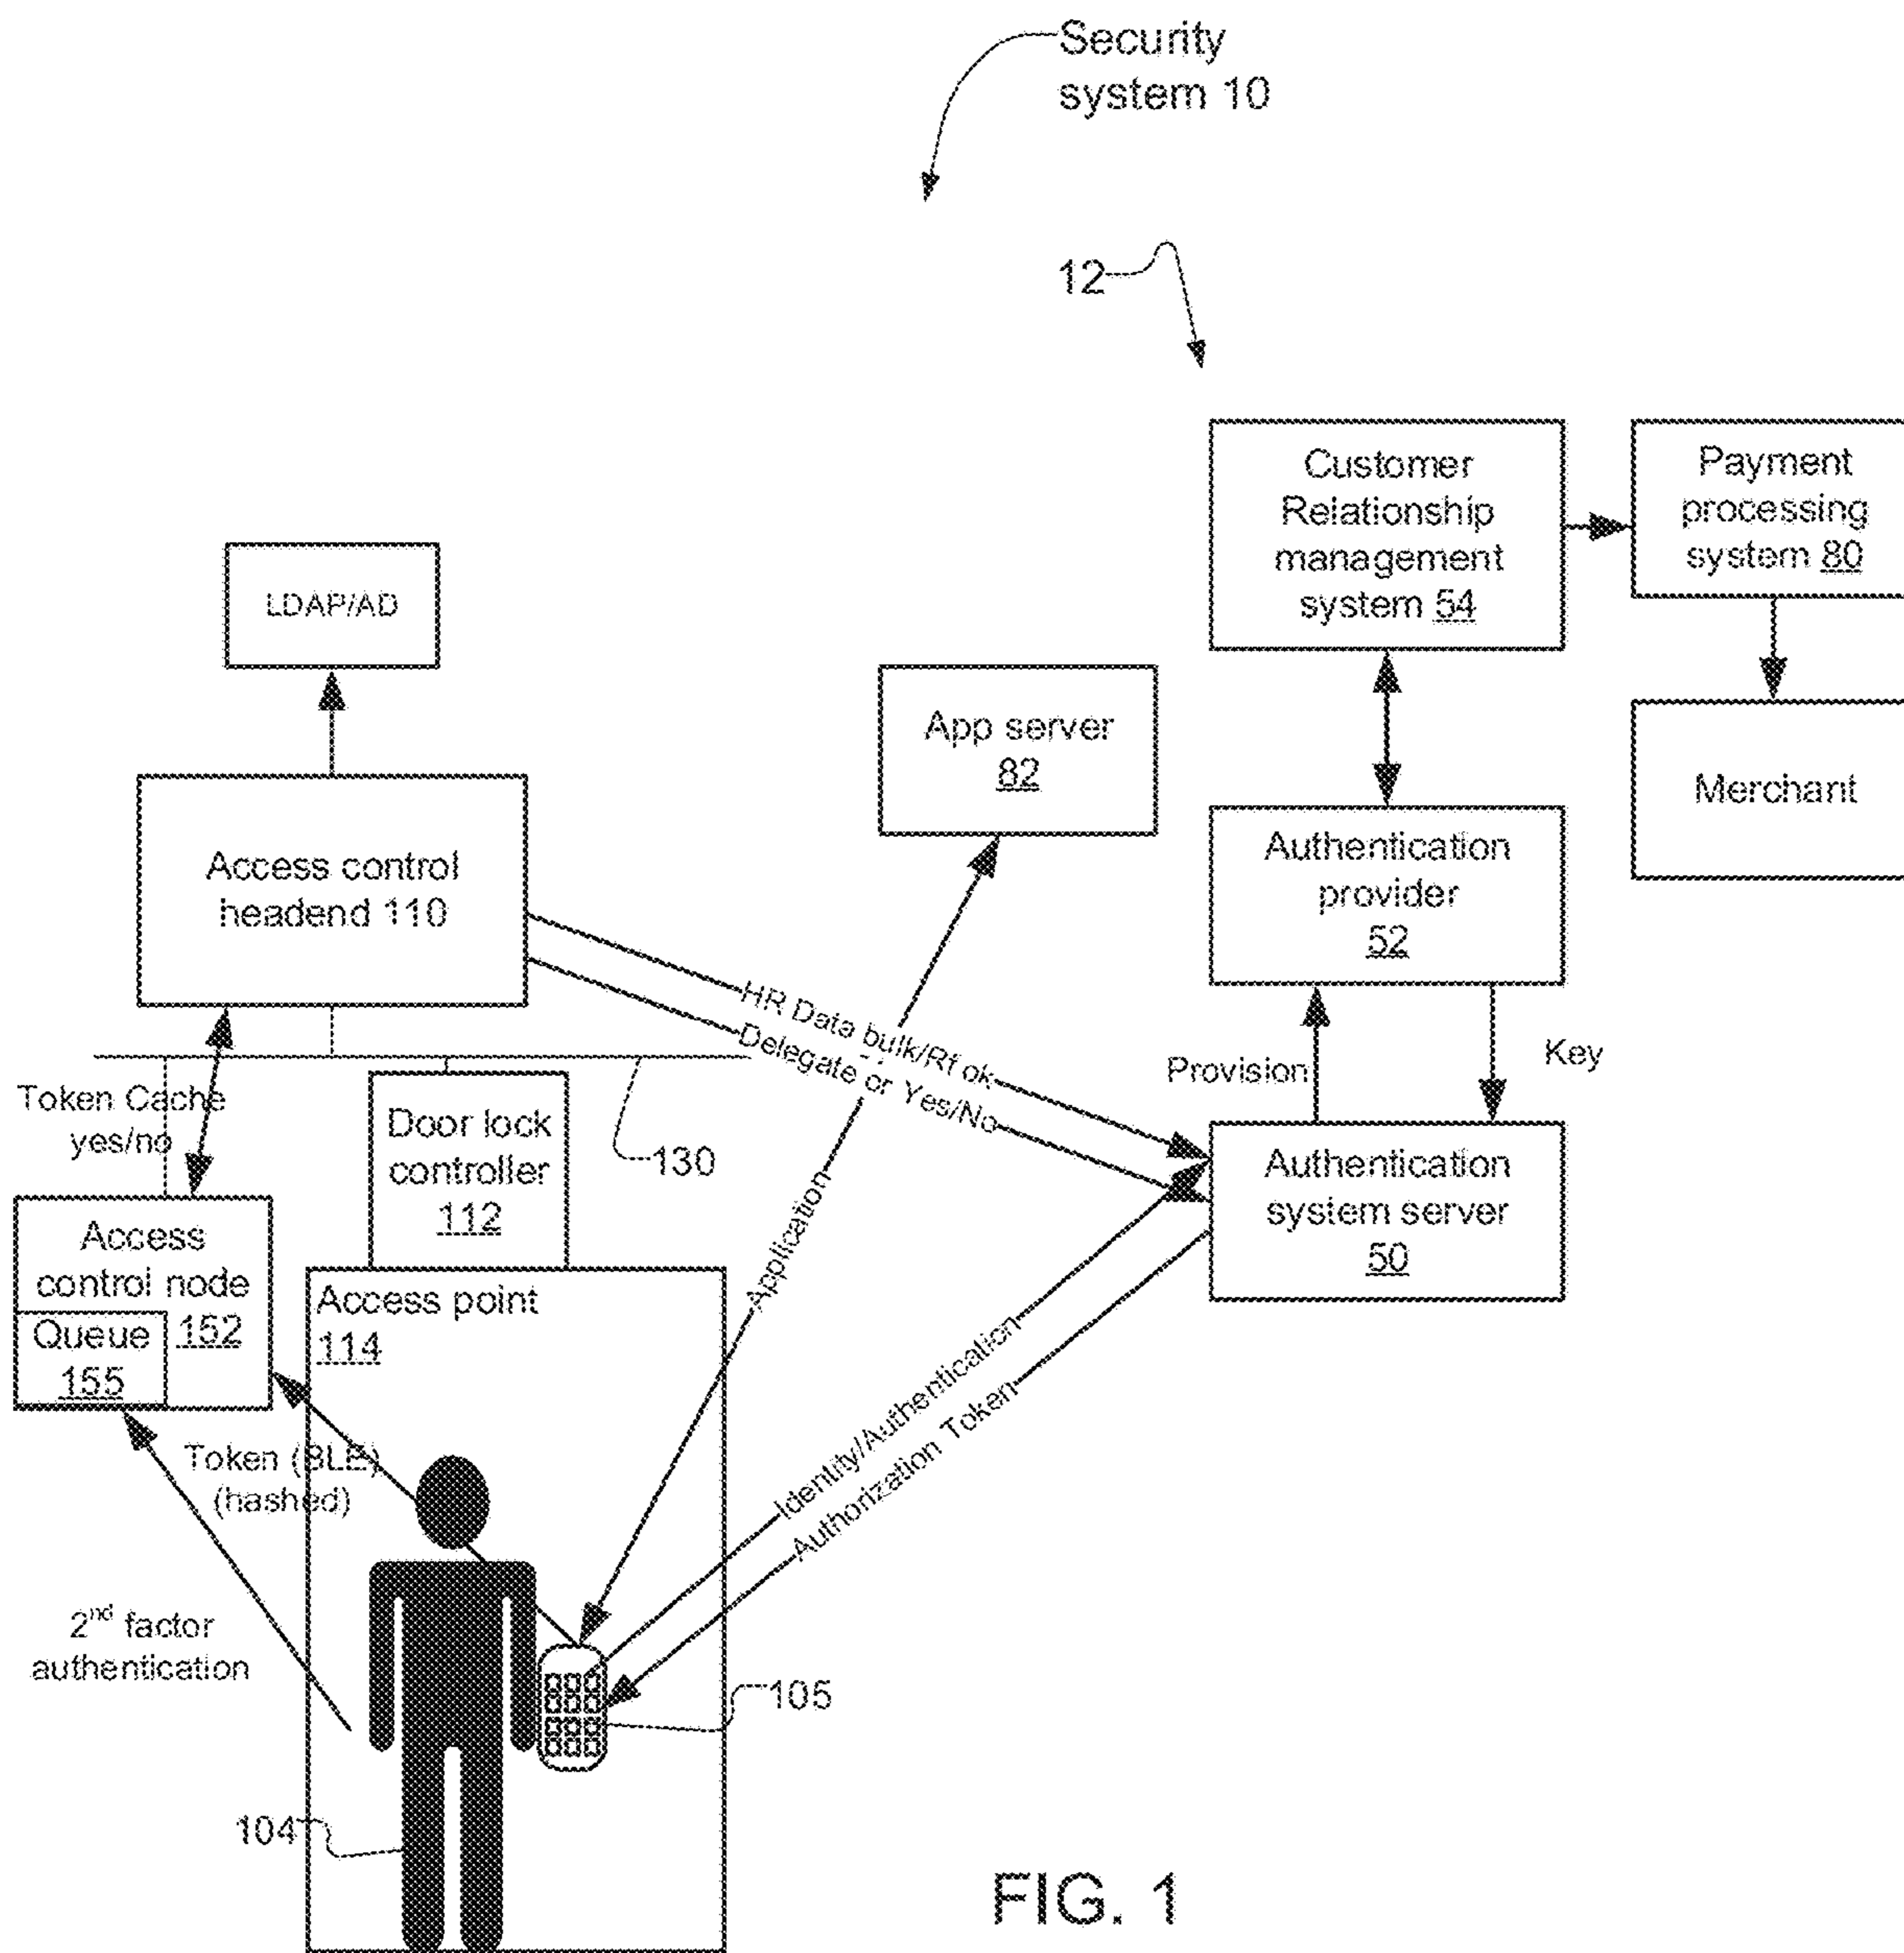 Security
system 10
12
Customer
Relationship
management
system 54
Payment
processing
system 80
LDAP/AD
App server
82
Merchant
Access control
headend 110
Authentication
provider
52
HR Data bulk/Rf ok
Delegate or Yes/No
Provision
Key
Token Cache
yes/no
Door lock
controller
112
130
Authentication
system server
50
Access
control node
152
Queue
155
Access point
114
Application
Identity/Authentication
Authorization Token
Token (BLE)
(hashed)
2nd factor
authentication
105
104
FIG. 1